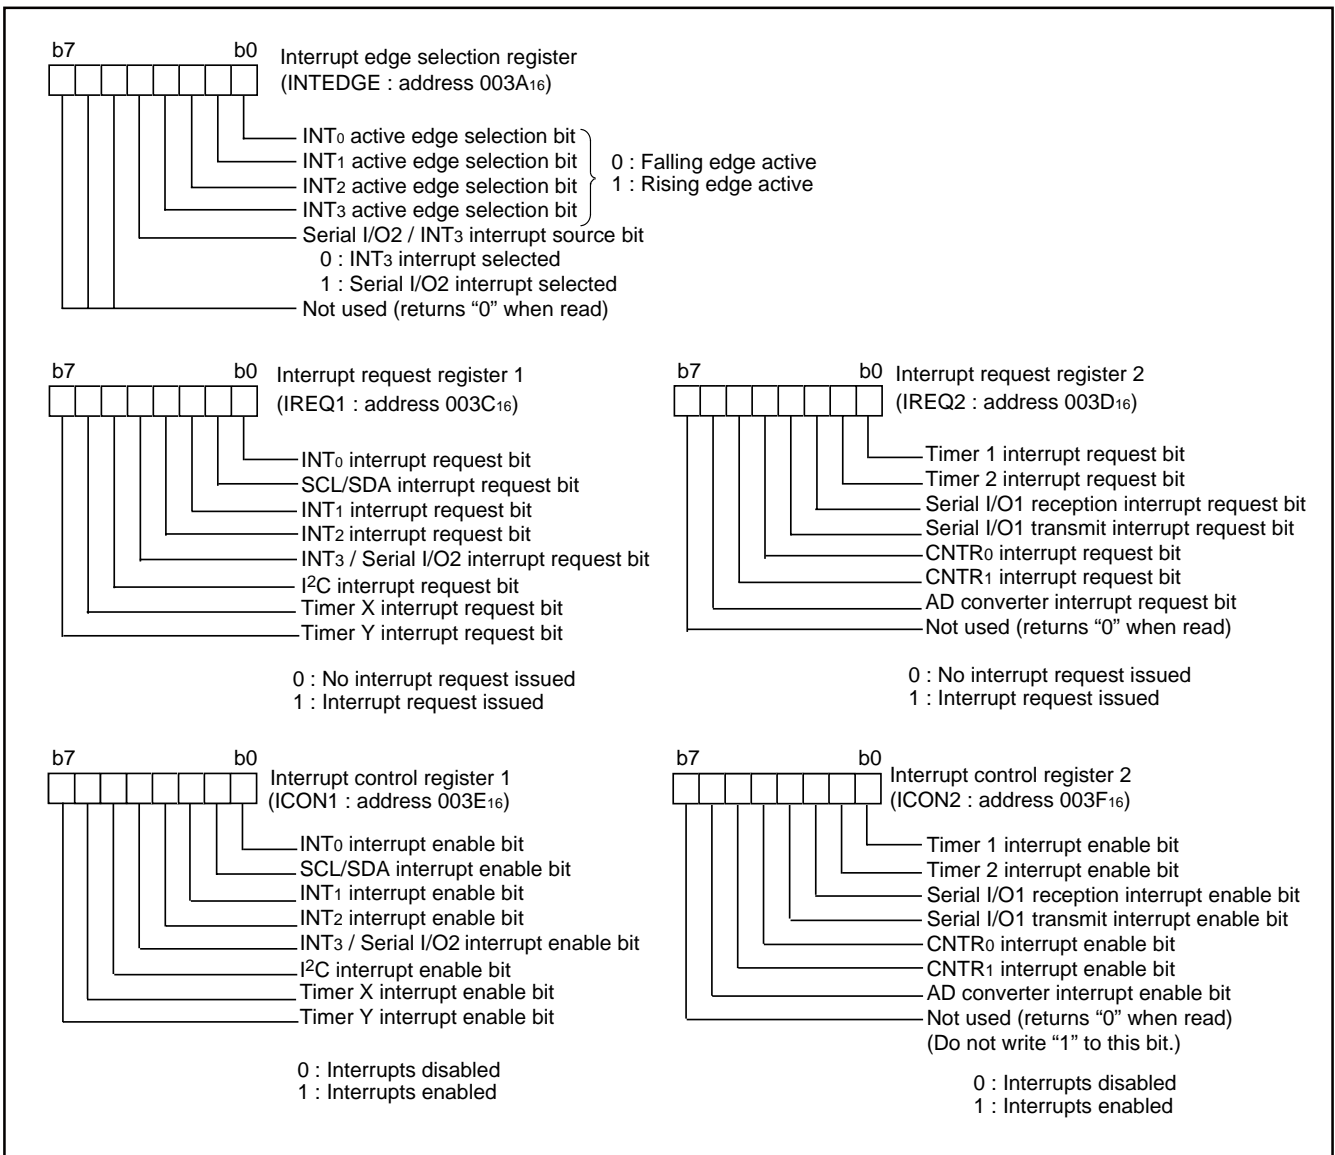 b7 b0
Interrupt edge selection register
(INTEDGE : address 003A16)
INT0 active edge selection bit
INT1 active edge selection bit
INT2 active edge selection bit
INT3 active edge selection bit
0 : Falling edge active
1 : Rising edge active
Serial I/O2 / INT3 interrupt source bit
0 : INT3 interrupt selected
1 : Serial I/O2 interrupt selected
Not used (returns “0” when read)
b7 b0
Interrupt request register 1
(IREQ1 : address 003C16)
INT0 interrupt request bit
SCL/SDA interrupt request bit
INT1 interrupt request bit
INT2 interrupt request bit
INT3 / Serial I/O2 interrupt request bit
I2C interrupt request bit
Timer X interrupt request bit
Timer Y interrupt request bit
0 : No interrupt request issued
1 : Interrupt request issued
b7 b0
Interrupt request register 2
(IREQ2 : address 003D16)
Timer 1 interrupt request bit
Timer 2 interrupt request bit
Serial I/O1 reception interrupt request bit
Serial I/O1 transmit interrupt request bit
CNTR0 interrupt request bit
CNTR1 interrupt request bit
AD converter interrupt request bit
Not used (returns “0” when read)
0 : No interrupt request issued
1 : Interrupt request issued
b7 b0
Interrupt control register 1
(ICON1 : address 003E16)
INT0 interrupt enable bit
SCL/SDA interrupt enable bit
INT1 interrupt enable bit
INT2 interrupt enable bit
INT3 / Serial I/O2 interrupt enable bit
I2C interrupt enable bit
Timer X interrupt enable bit
Timer Y interrupt enable bit
0 : Interrupts disabled
1 : Interrupts enabled
b7 b0
Interrupt control register 2
(ICON2 : address 003F16)
Timer 1 interrupt enable bit
Timer 2 interrupt enable bit
Serial I/O1 reception interrupt enable bit
Serial I/O1 transmit interrupt enable bit
CNTR0 interrupt enable bit
CNTR1 interrupt enable bit
AD converter interrupt enable bit
Not used (returns “0” when read)
(Do not write “1” to this bit.)
0 : Interrupts disabled
1 : Interrupts enabled